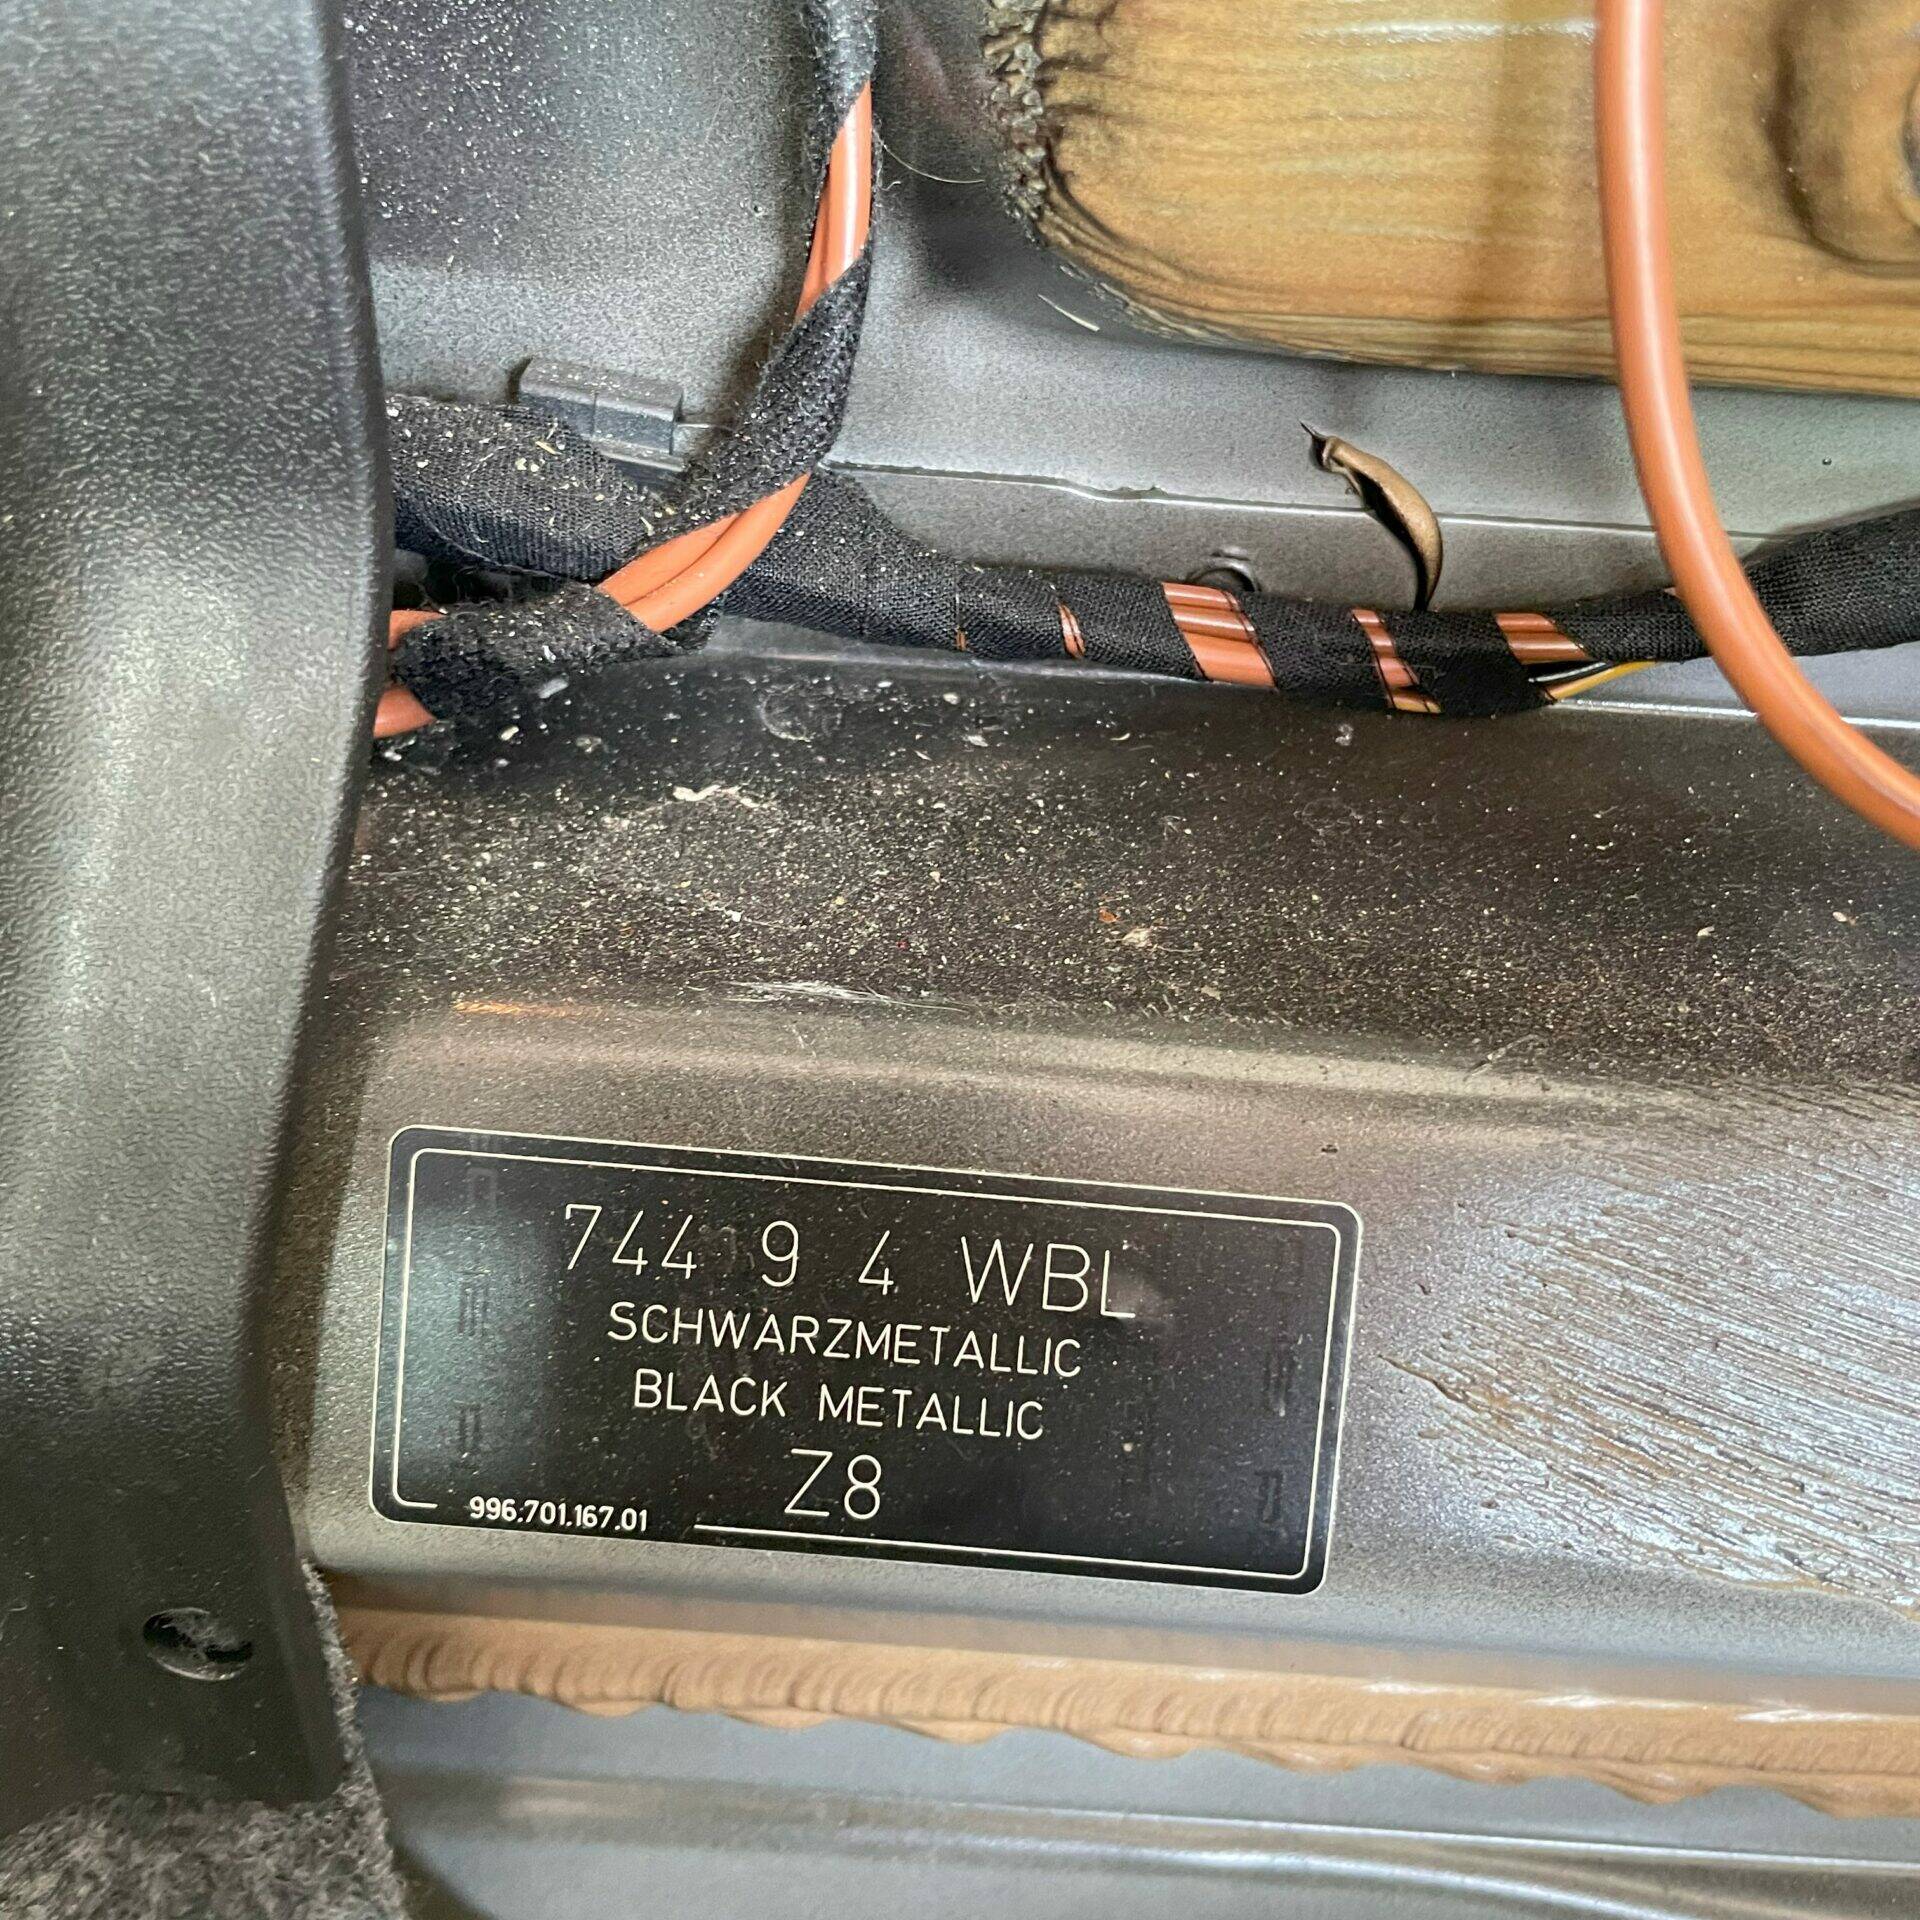 744 9 4 WBL
SCHWARZMETALLIC
BLACK METALLIC
Z8
996.701.167.01